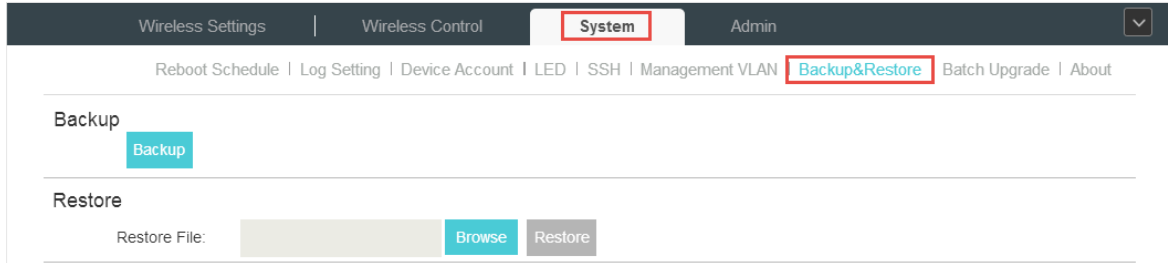 Wireless Settings | Wireless Control System Admin
Reboot Schedule | Log Setting | Device Account | LED | SSH | Management VLAN | Backup&Restore Batch Upgrade | About
Backup
Backup
Restore
Restore File: Browse Restore